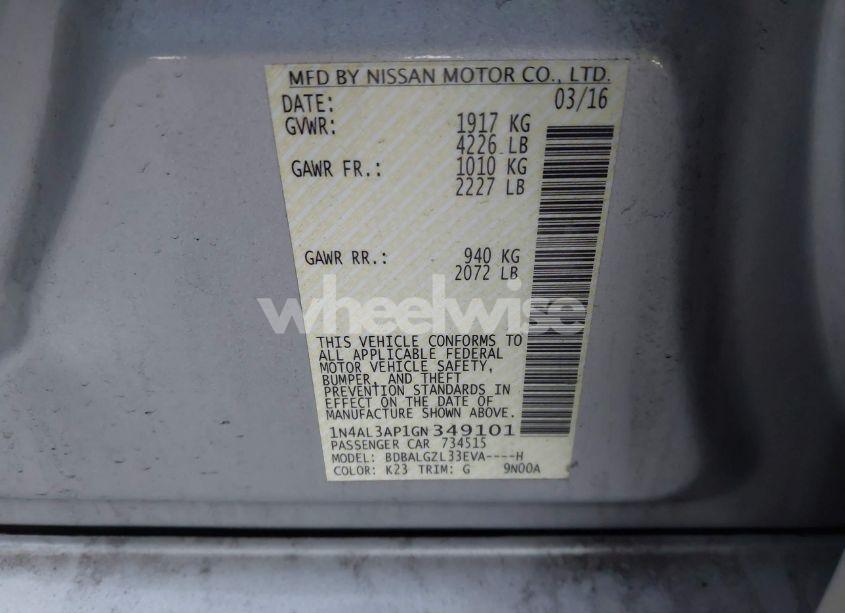 MFD BY NISSAN MOTOR CO., LTD.
DATE: 03/16
GVWR: 1917 KG
4226 LB
GAWR FR.: 1010 KG
2227 LB
GAWR RR.: 940 KG
2072 LB
wheelwise
THIS VEHICLE CONFORMS TO
ALL APPLICABLE FEDERAL
MOTOR VEHICLE SAFETY,
BUMPER, AND THEFT
PREVENTION STANDARDS IN
EFFECT ON THE DATE OF
MANUFACTURE SHOWN ABOVE.
1N4AL3AP1GN349101
PASSENGER CAR 734515
MODEL: BDBALGZL33EVA----H
COLOR: K23 TRIM: G 9N00A